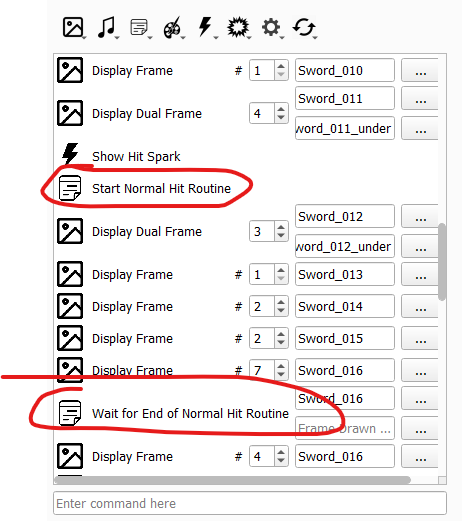 Display Frame # 1 Sword_010 ...
Sword_011 ...
Display Dual Frame 4
word_011_under ...
Show Hit Spark
Start Normal Hit Routine
Sword_012 ...
Display Dual Frame 3
word_012_under ...
Display Frame # 1 Sword_013 ...
Display Frame # 2 Sword_014 ...
Display Frame # 2 Sword_015 ...
Display Frame # 7 Sword_016 ...
Sword_016 ...
Wait for End of Normal Hit Routine
Frame Drawn ... ...
Display Frame # 4 Sword_016 ...
Enter command here